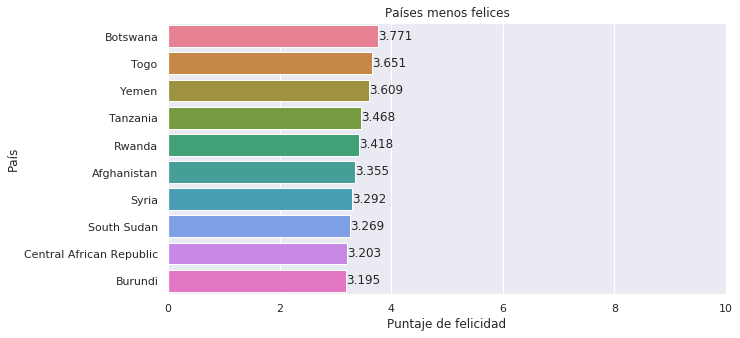 Países menos felices
País
Botswana 3.771
Togo 3.651
Yemen 3.609
Tanzania 3.468
Rwanda 3.418
Afghanistan 3.355
Syria 3.292
South Sudan 3.269
Central African Republic 3.203
Burundi 3.195
0 2 4 6 8 10
Puntaje de felicidad